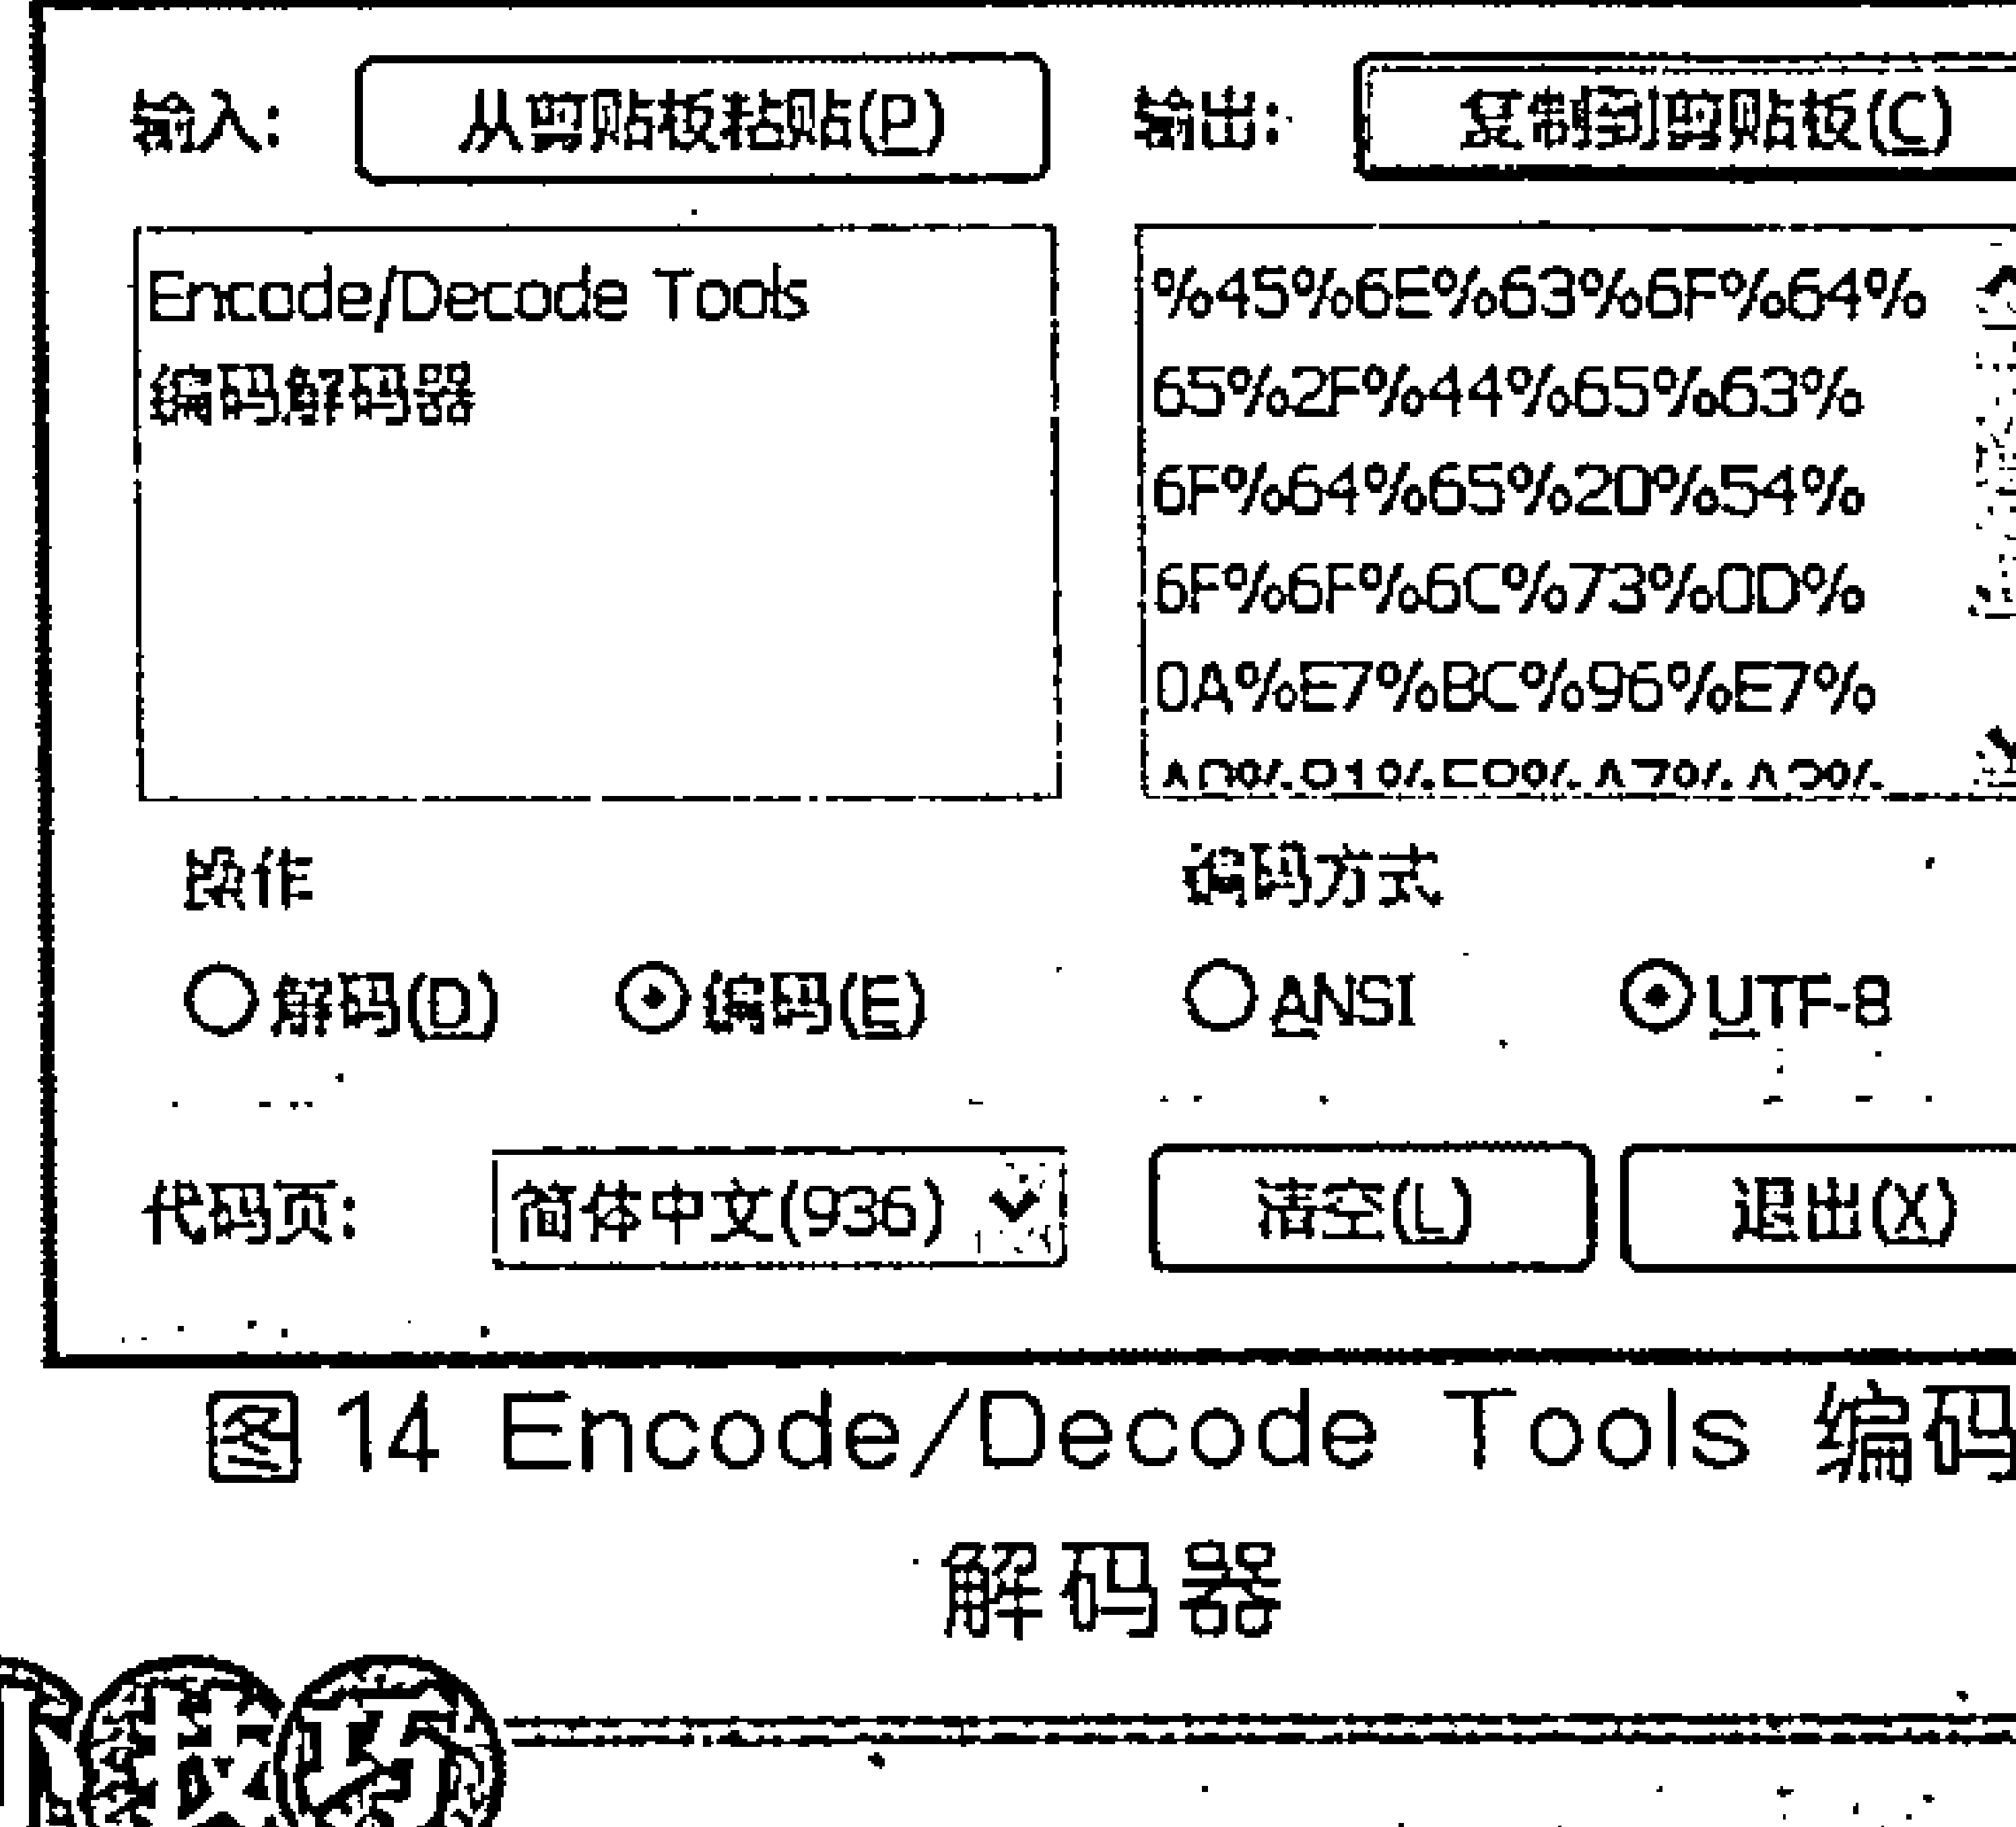 输入: 从剪贴板粘贴(P) 输出: 复制到剪贴板(C)
Encode/Decode Tools
编码解码器
%45%6E%63%6F%64%
65%2F%44%65%63%
6F%64%65%20%54%
6F%6F%6C%73%0D%
0A%E7%BC%96%E7%
操作 编码方式
解码(D) 编码(E) ANSI UTF-8
代码页: 简体中文(936) 清空(L) 退出(X)
图14 Encode/Decode Tools 编码
解码器
技巧